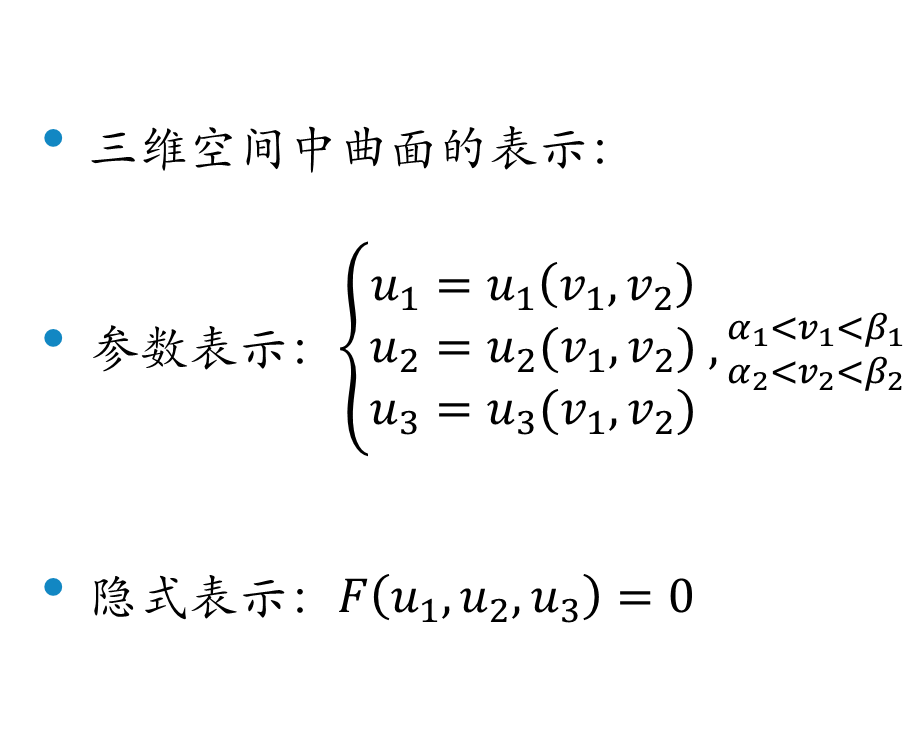 • 三维空间中曲面的表示：
• 参数表示：{u₁ = u₁(v₁, v₂)
u₂ = u₂(v₁, v₂)
u₃ = u₃(v₁, v₂)
, α₁<v₁<β₁
α₂<v₂<β₂
• 隐式表示：F(u₁, u₂, u₃) = 0